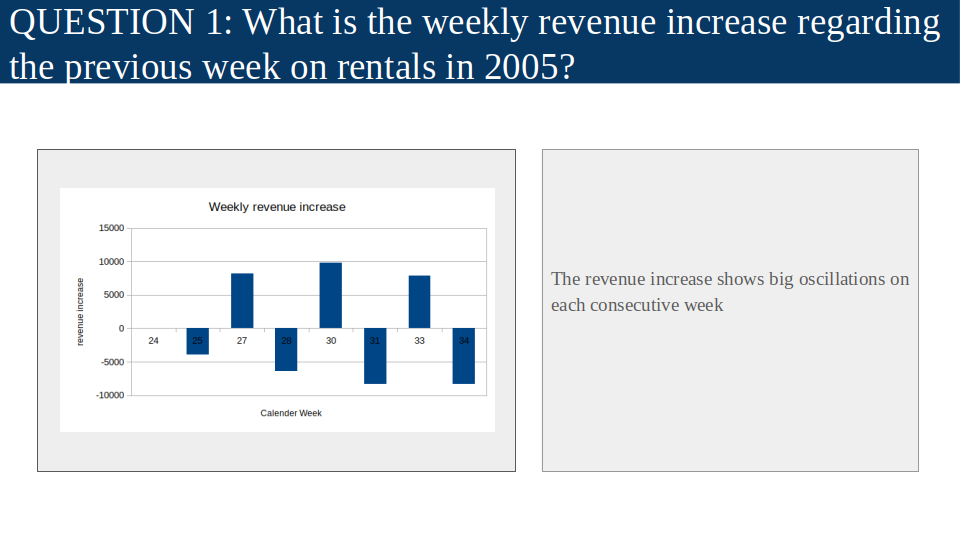 QUESTION 1: What is the weekly revenue increase regarding
the previous week on rentals in 2005?
Weekly revenue increase
15000
10000
5000
0
-5000
-10000
revenue increase
24 25 27 28 30 31 33 34
Calender Week
The revenue increase shows big oscillations on
each consecutive week